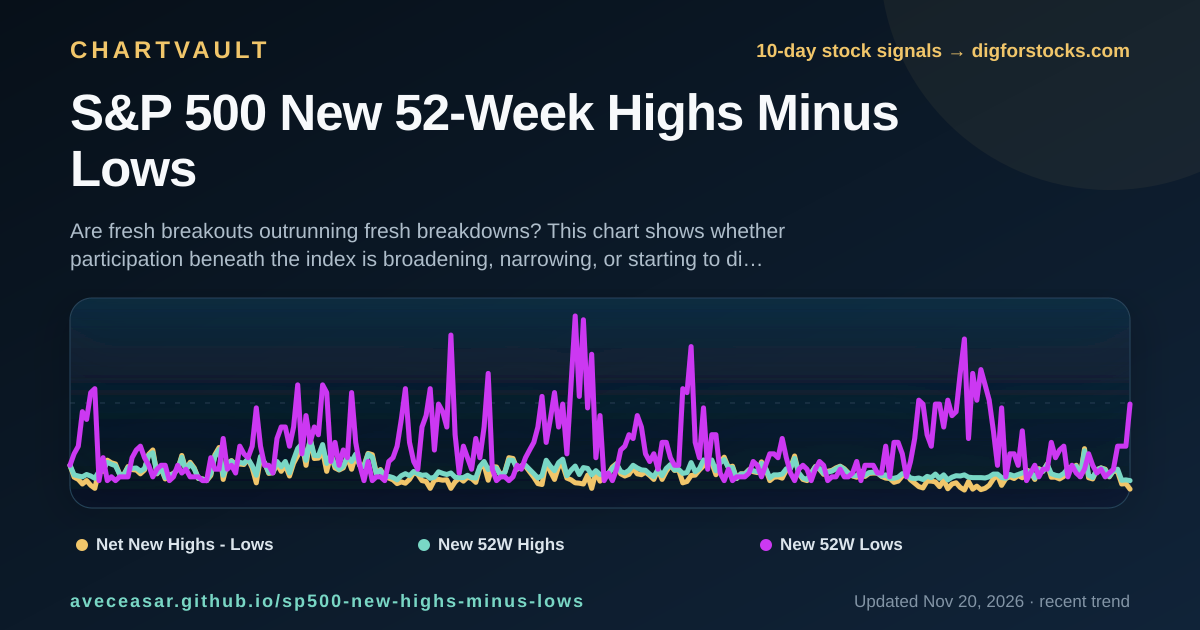 CHARTVAULT
10-day stock signals → digforstocks.com
S&P 500 New 52-Week Highs Minus
Lows
Are fresh breakouts outrunning fresh breakdowns? This chart shows whether
participation beneath the index is broadening, narrowing, or starting to di…
Net New Highs - Lows
New 52W Highs
New 52W Lows
aveceasar.github.io/sp500-new-highs-minus-lows
Updated Nov 20, 2026 · recent trend